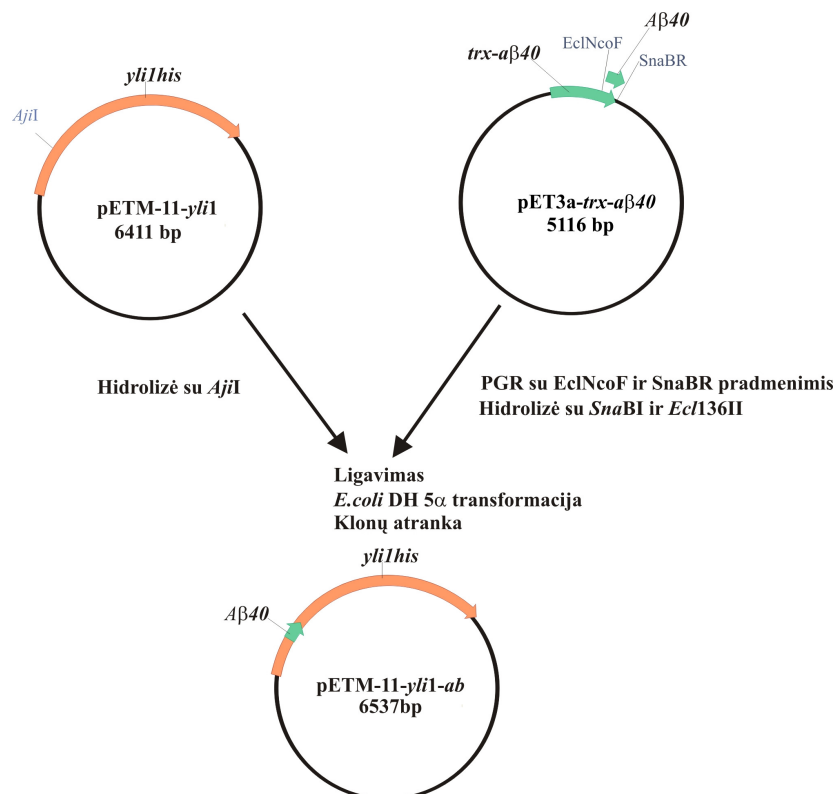 Aβ40
EclNcoF
trx-aβ40
SnaBR
yli1his
AjiI
pETM-11-yli1
6411 bp
pET3a-trx-aβ40
5116 bp
Hidrolizė su AjiI
PGR su EclNcoF ir SnaBR pradmenimis
Hidrolizė su SnaBI ir Ecl136II
Ligavimas
E.coli DH 5α transformacija
Klonų atranka
yli1his
Aβ40
pETM-11-yli1-ab
6537bp